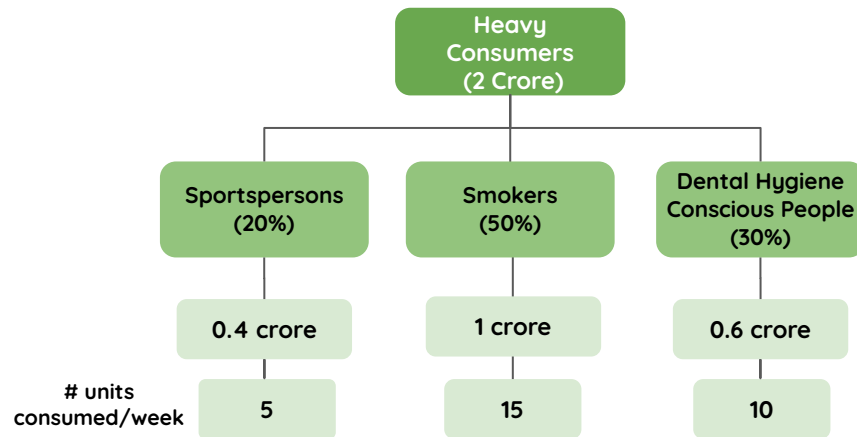 Heavy
Consumers
(2 Crore)
Sportspersons
(20%)
Smokers
(50%)
Dental Hygiene
Conscious People
(30%)
0.4 crore
1 crore
0.6 crore
# units
consumed/week
5
15
10